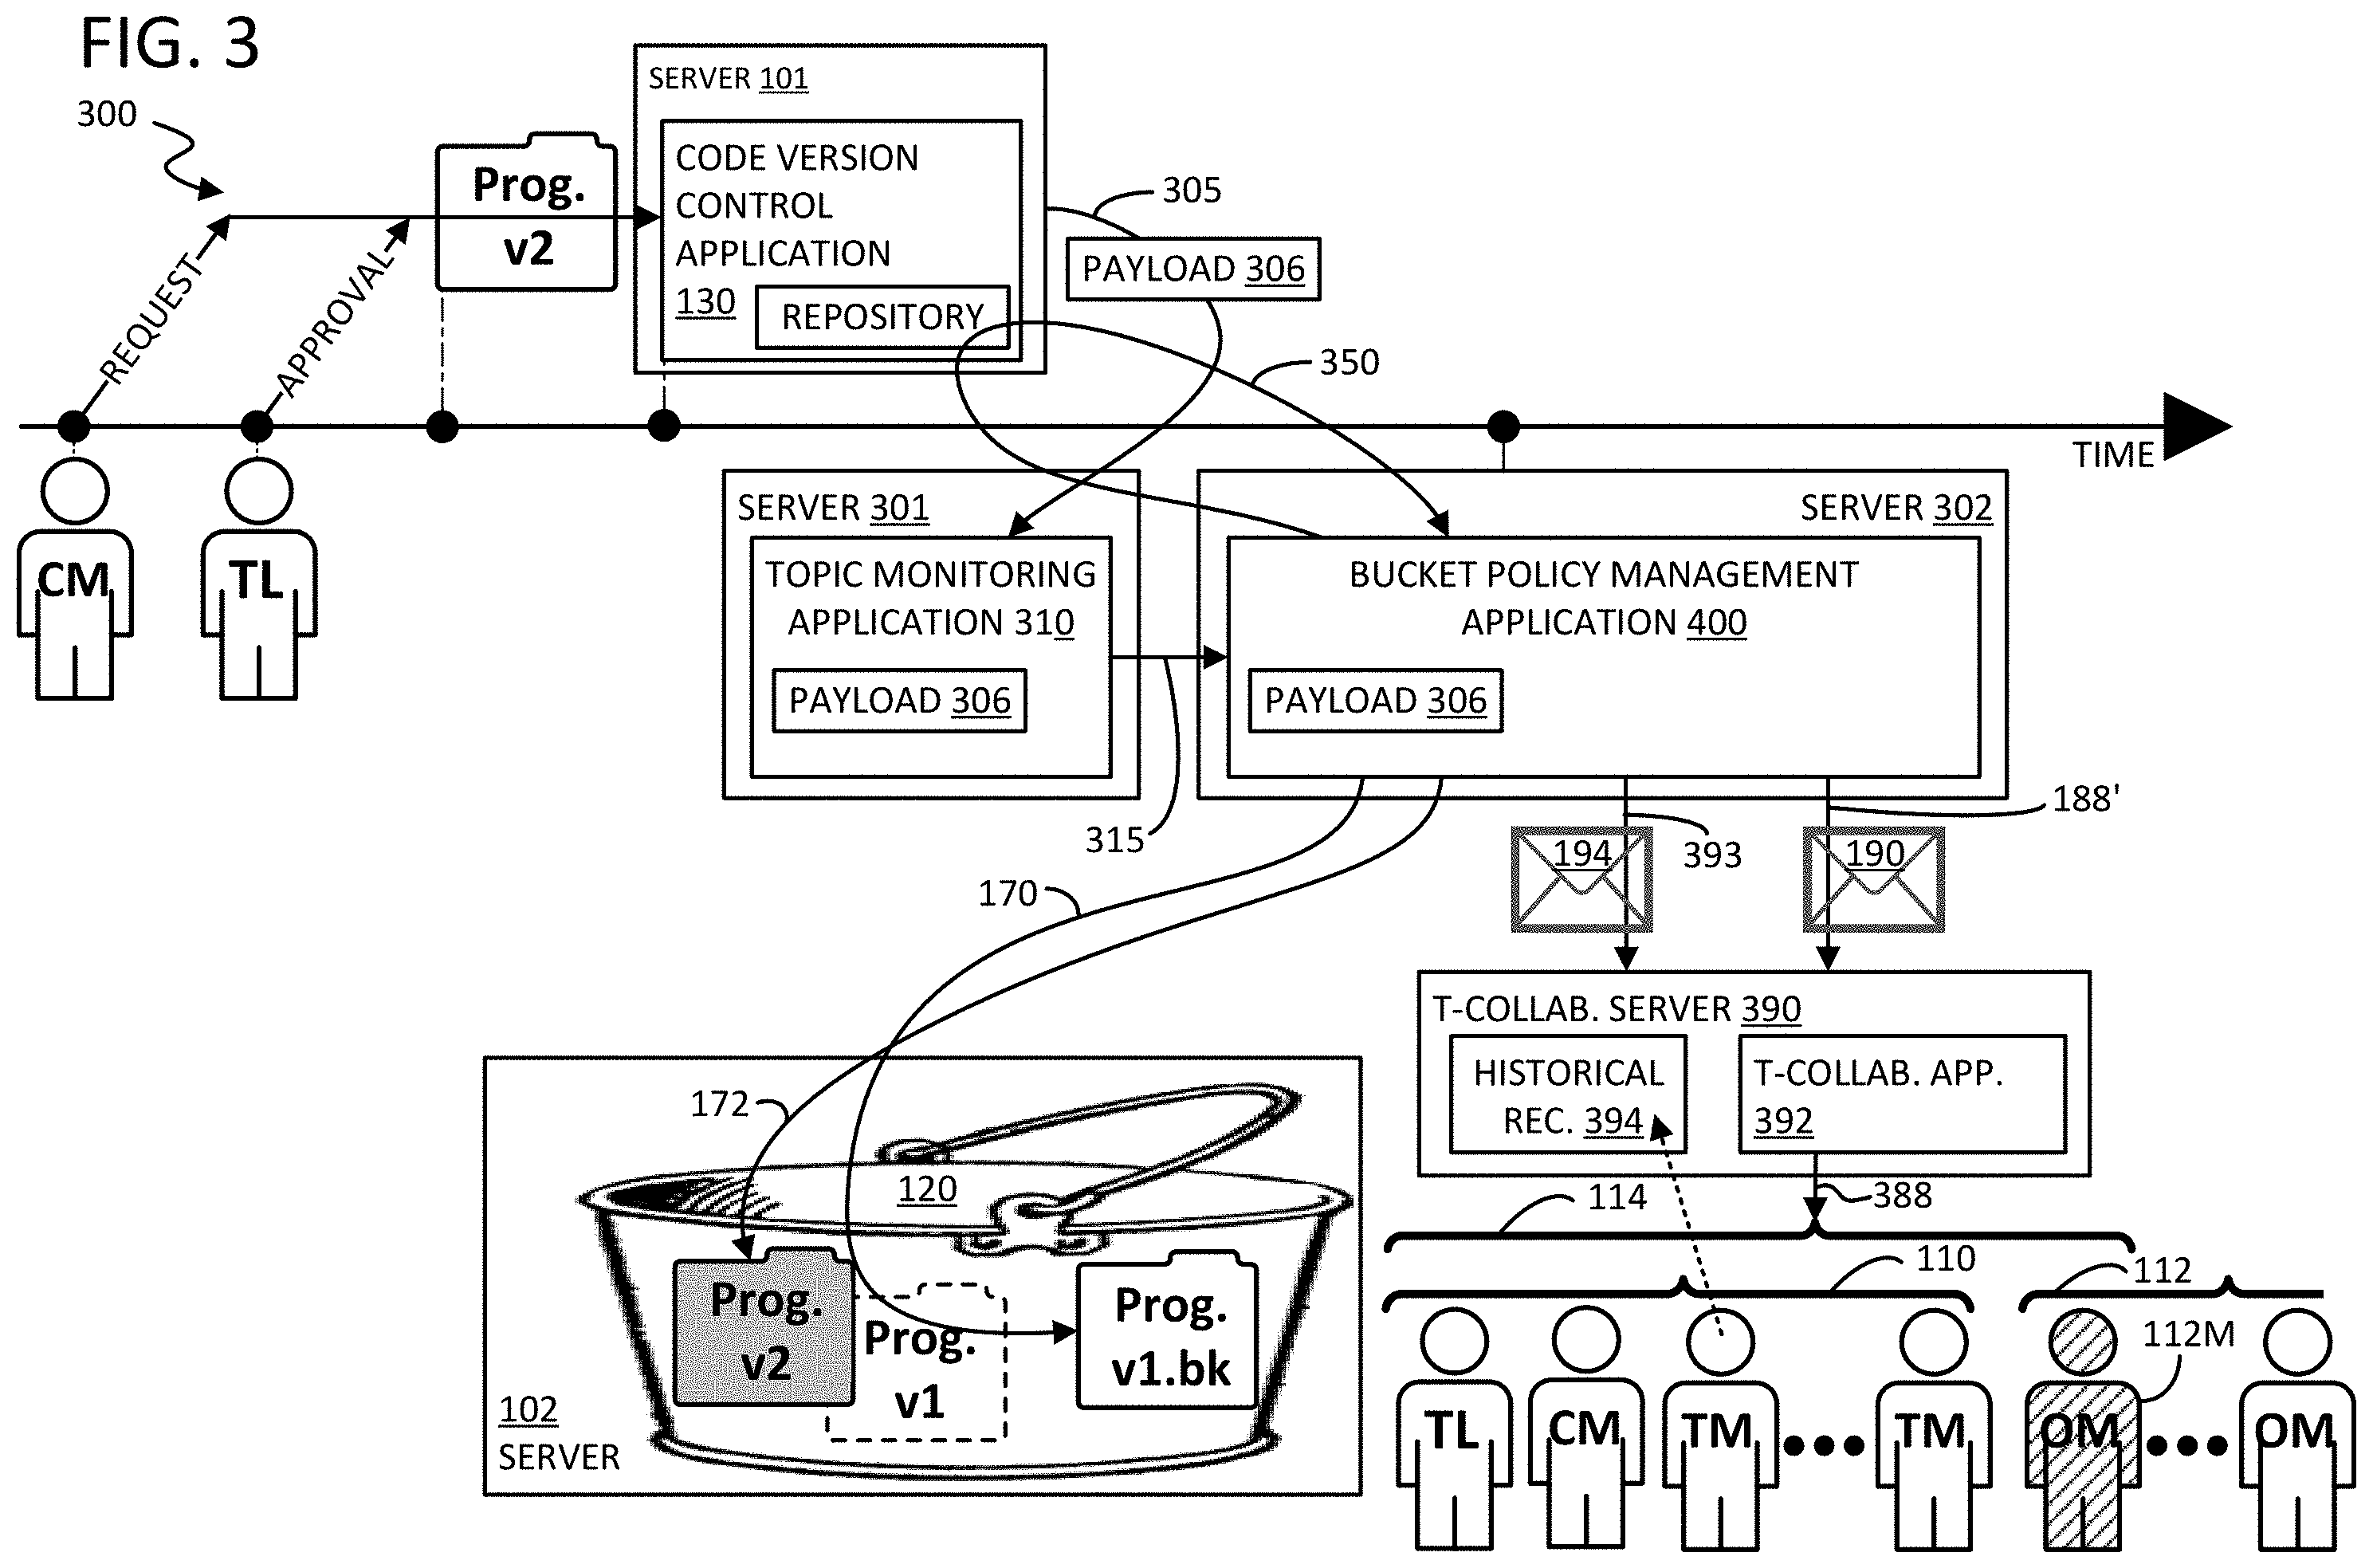 FIG. 3
300
REQUEST
APPROVAL
Prog.
v2
SERVER 101
CODE VERSION
CONTROL
APPLICATION
130
REPOSITORY
305
PAYLOAD 306
350
TIME
CM
TL
SERVER 301
TOPIC MONITORING
APPLICATION 310
PAYLOAD 306
315
SERVER 302
BUCKET POLICY MANAGEMENT
APPLICATION 400
PAYLOAD 306
188'
194
393
190
170
172
T-COLLAB. SERVER 390
HISTORICAL
REC. 394
T-COLLAB. APP.
392
388
114
110
112
112M
120
Prog.
v2
Prog.
v1
Prog.
v1.bk
102
SERVER
TL
CM
TM
TM
OM
OM